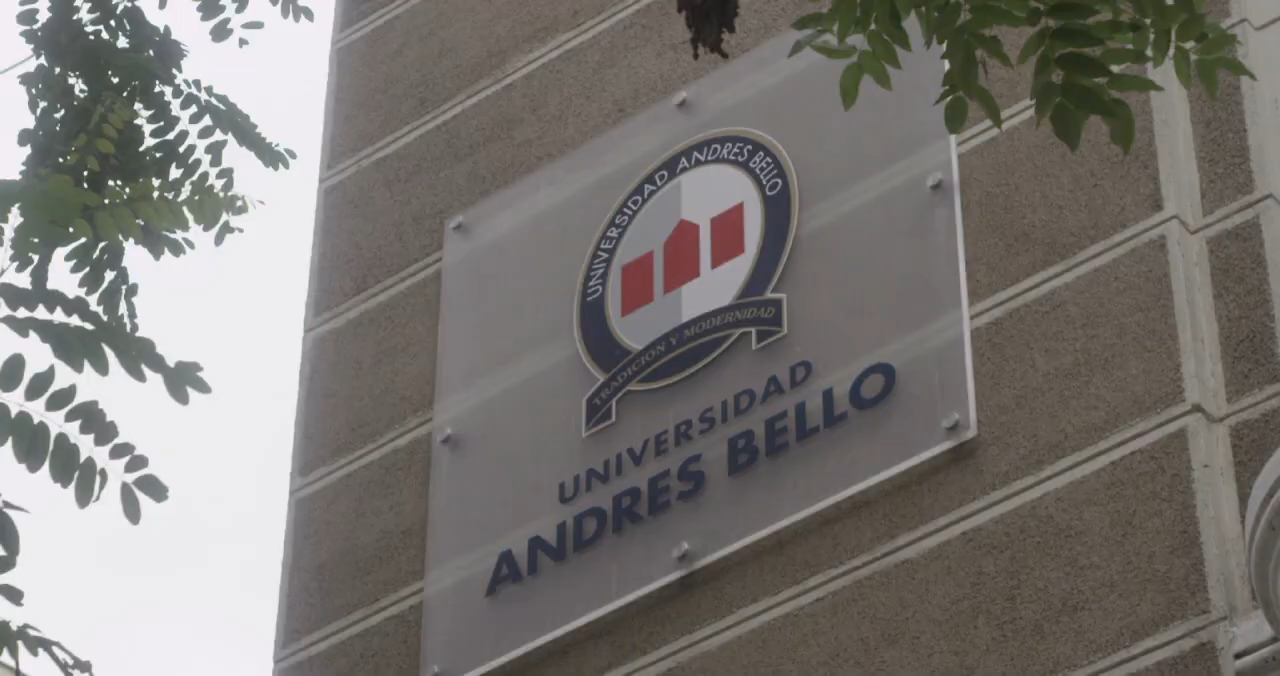 UNIVERSIDAD ANDRES BELLO
TRADICION Y MODERNIDAD
UNIVERSIDAD
ANDRES BELLO